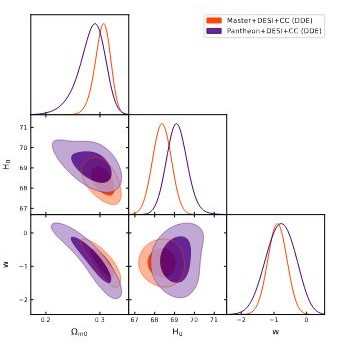 Master+DESI+CC (DDE)
Pantheon+DESI+CC (DDE)
71
70
69
68
67
H₀
0
−1
−2
w
0.2 0.3
67 68 69 70 71
−2 −1 0
Ωₘ₀
H₀
w